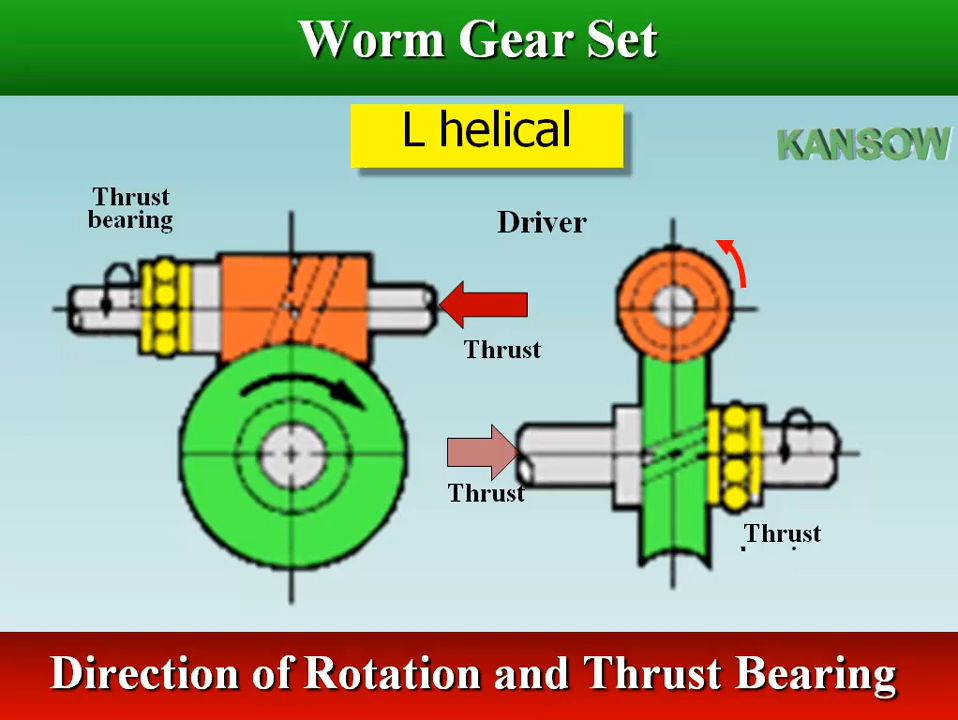 Worm Gear Set
L helical
KANSOW
Thrust
bearing
Driver
Thrust
Thrust
Thrust
Direction of Rotation and Thrust Bearing